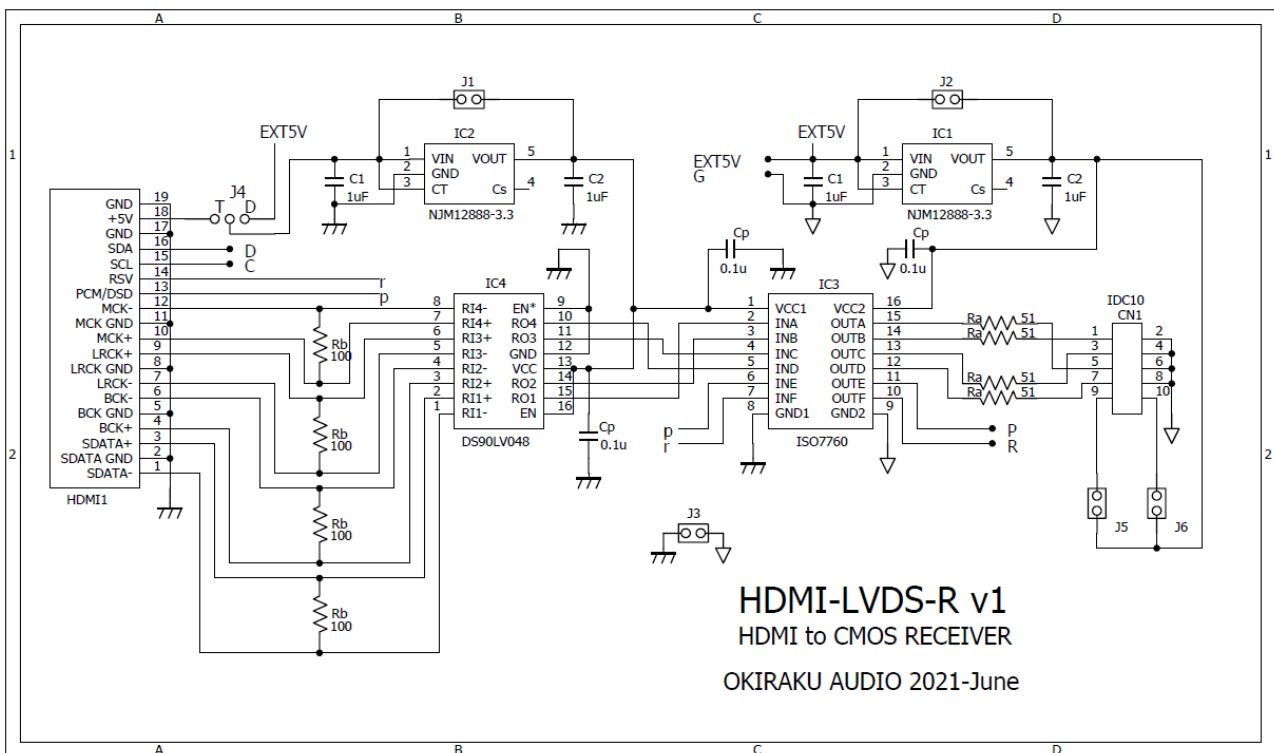 A B C D
1 1
2 2
J1
J2
EXT5V
IC2
1 VIN VOUT 5
2 GND
3 CT Cs 4
NJM12888-3.3
C1
1uF
C2
1uF
EXT5V
EXT5V
G
IC1
1 VIN VOUT 5
2 GND
3 CT Cs 4
NJM12888-3.3
C1
1uF
C2
1uF
J4
T D
GND 19
+5V 18
GND 17
SDA 16 D
SCL 15 C
RSV 14 r
PCM/DSD 13 p
MCK- 12
MCK GND 11
MCK+ 10
LRCK+ 9
LRCK GND 8
LRCK- 7
BCK- 6
BCK GND 5
BCK+ 4
SDATA+ 3
SDATA GND 2
SDATA- 1
HDMI1
Rb
100
Rb
100
Rb
100
Rb
100
IC4
8 RI4- EN* 9
7 RI4+ RO4 10
6 RI3+ RO3 11
5 RI3- GND 12
4 RI2- VCC 13
3 RI2+ RO2 14
2 RI1+ RO1 15
1 RI1- EN 16
DS90LV048
Cp
0.1u
Cp
0.1u
Cp
0.1u
IC3
1 VCC1 VCC2 16
2 INA OUTA 15
3 INB OUTB 14
4 INC OUTC 13
5 IND OUTD 12
6 INE OUTE 11
7 INF OUTF 10
8 GND1 GND2 9
ISO7760
p
r
P
R
Ra 51
Ra 51
Ra 51
Ra 51
IDC10
CN1
1 2
3 4
5 6
7 8
9 10
J5
J6
J3
HDMI-LVDS-R v1
HDMI to CMOS RECEIVER
OKIRAKU AUDIO 2021-June
A B C D